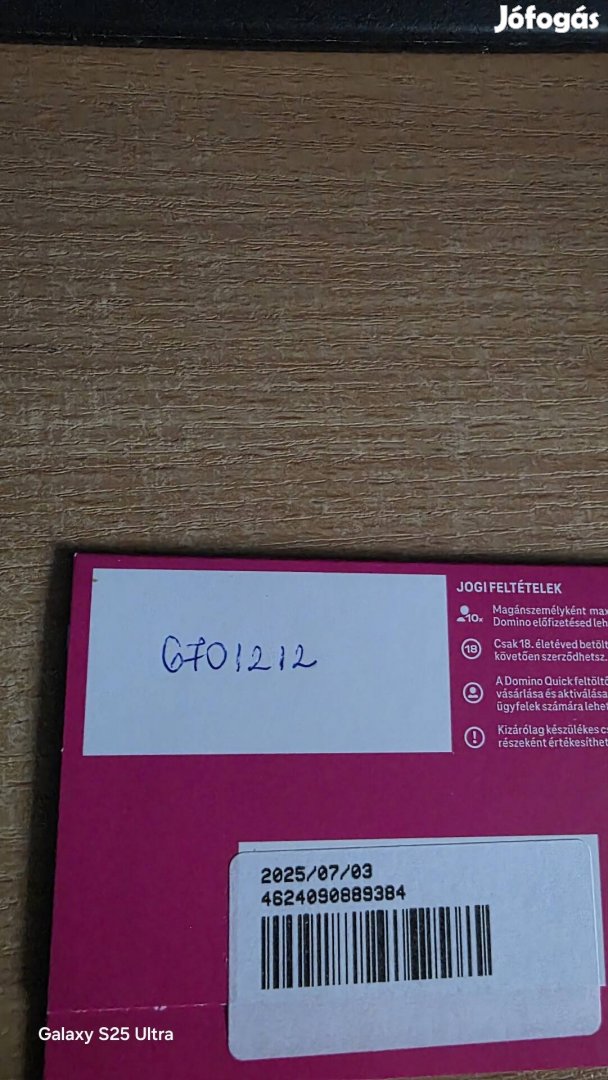 Jófogás
6701212
JOGI FELTÉTELEK
10x
Magánszemélyként max
Domino előfizetésed leh
18
Csak 18. életéved betölt
követően szerződhetsz.
A Domino Quick feltöltő
vásárlása és aktiválása
ügyfelek számára lehet
Kizárólag készülékes cs
részeként értékesíthet
2025/07/03
4624090889384
Galaxy S25 Ultra